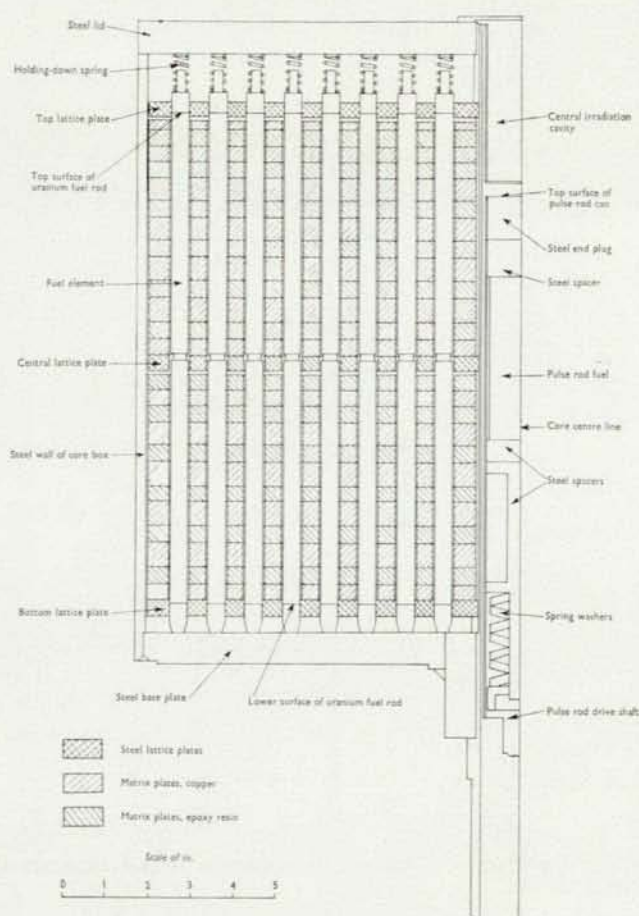 Steel lid
Holding-down spring
Top lattice plate
Top surface of
uranium fuel rod
Fuel element
Central lattice plate
Steel wall of core box
Bottom lattice plate
Steel base plate
Lower surface of uranium fuel rod
Central irradiation
cavity
Top surface of
pulse rod can
Steel end plug
Steel spacer
Pulse rod fuel
Core centre line
Steel spacers
Spring washers
Pulse rod drive shaft
Steel lattice plates
Matrix plates, copper
Matrix plates, epoxy resin
Scale of in.
0 1 2 3 4 5